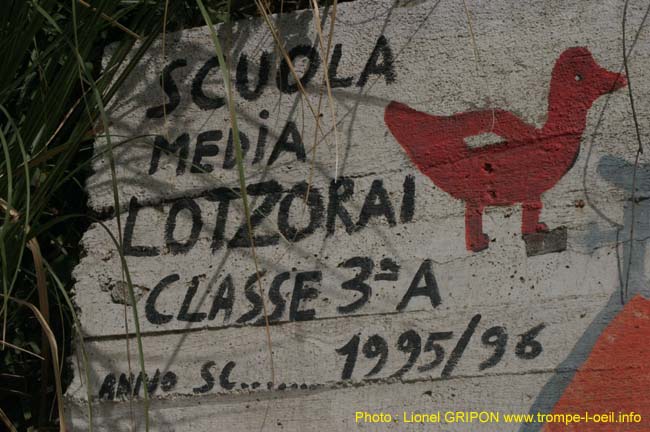 SCUOLA
MEDiA
LOTZORAI
CLASSE 3ª A
ANNO SC........ 1995/96
Photo : Lionel GRIPON www.trompe-l-oeil.info